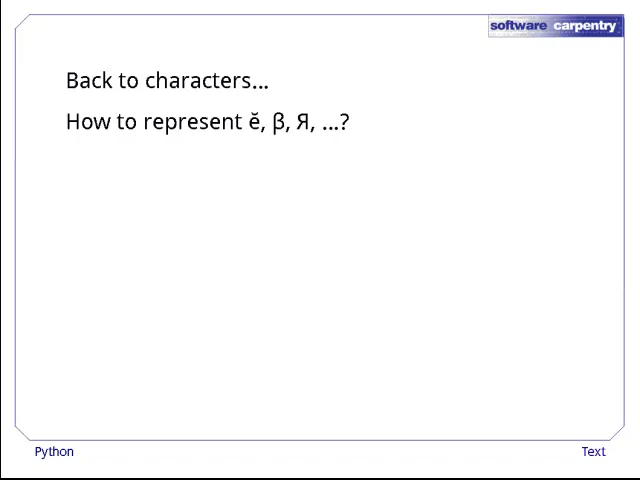 software carpentry
Back to characters...
How to represent ĕ, β, Я, ...?
Python
Text